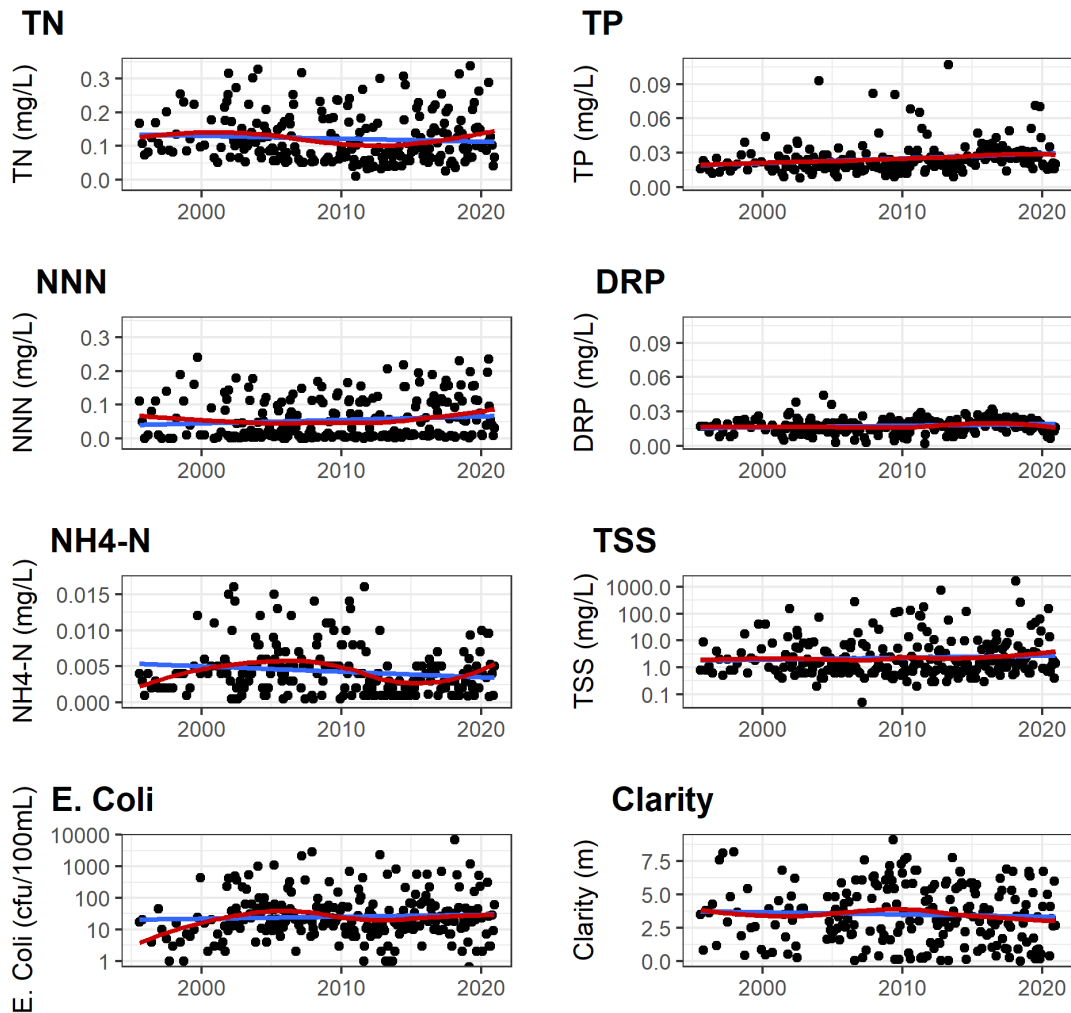 TN
TN (mg/L)
0.3
0.2
0.1
0.0
2000 2010 2020
TP
TP (mg/L)
0.09
0.06
0.03
0.00
2000 2010 2020
NNN
NNN (mg/L)
0.3
0.2
0.1
0.0
2000 2010 2020
DRP
DRP (mg/L)
0.09
0.06
0.03
0.00
2000 2010 2020
NH4-N
NH4-N (mg/L)
0.015
0.010
0.005
0.000
2000 2010 2020
TSS
TSS (mg/L)
1000.0
100.0
10.0
1.0
0.1
2000 2010 2020
E. Coli
E. Coli (cfu/100mL)
10000
1000
100
10
1
2000 2010 2020
Clarity
Clarity (m)
7.5
5.0
2.5
0.0
2000 2010 2020